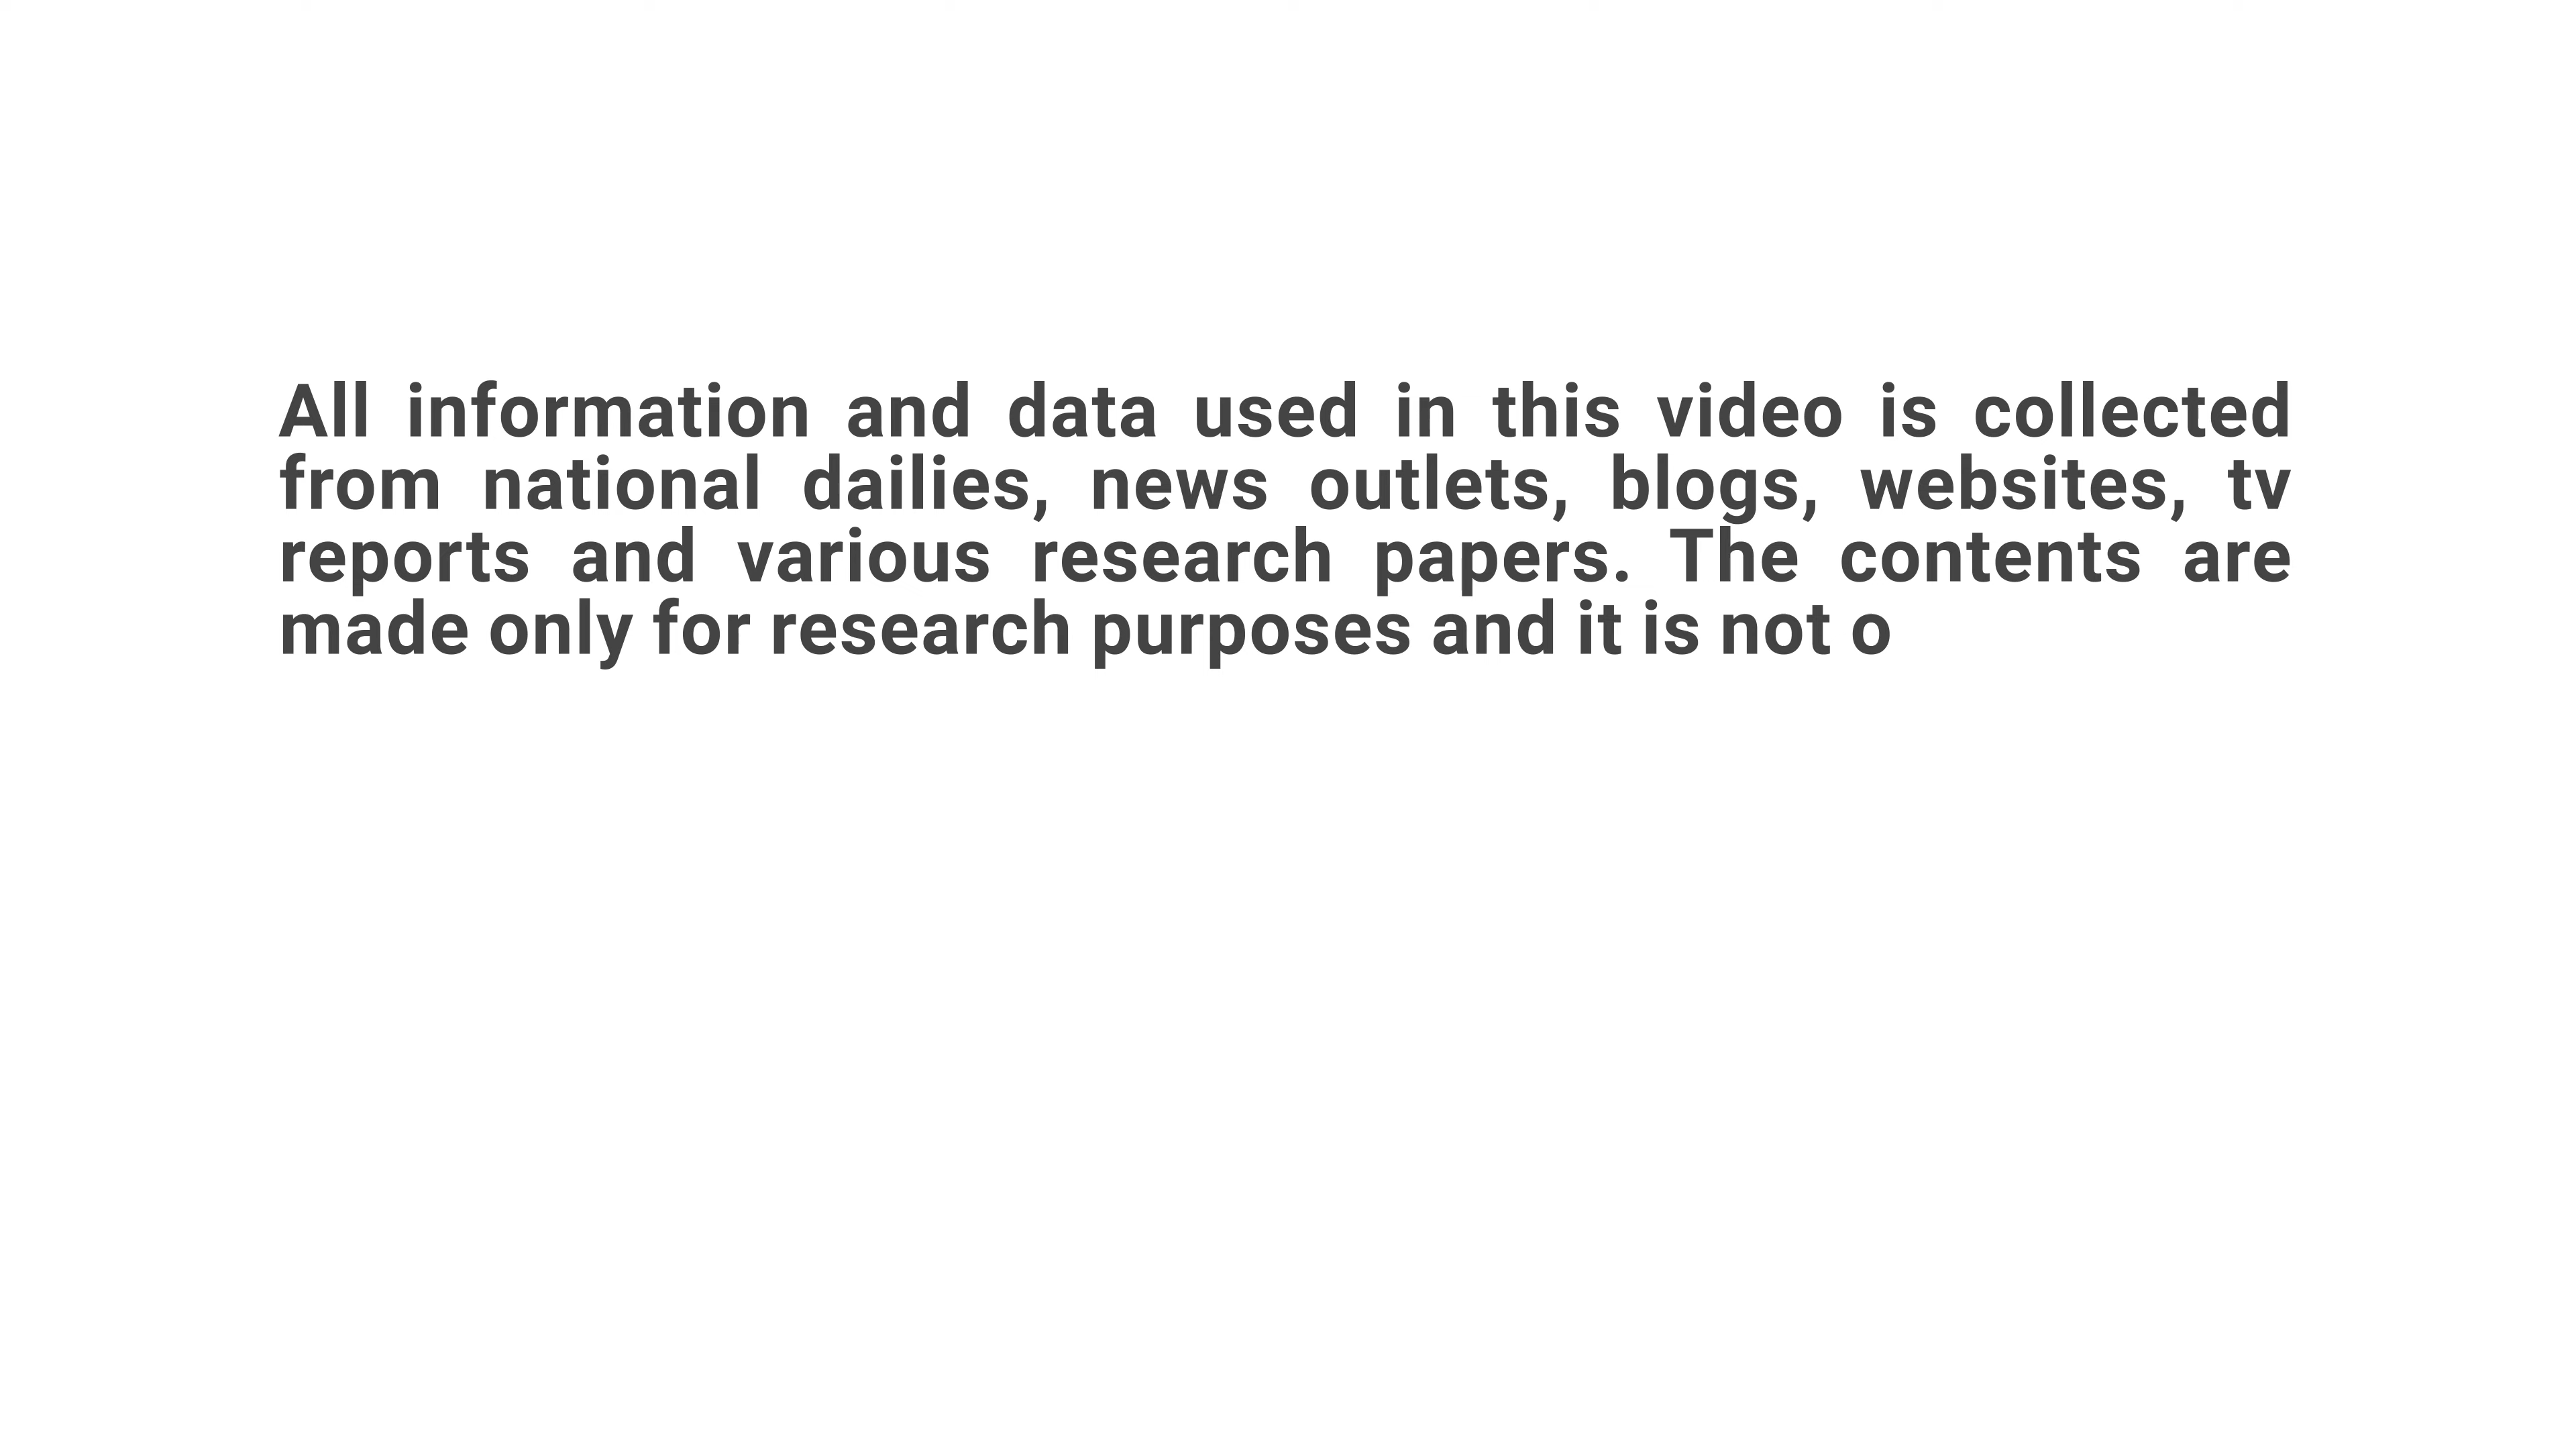 All information and data used in this video is collected
from national dailies, news outlets, blogs, websites, tv
reports and various research papers. The contents are
made only for research purposes and it is not o